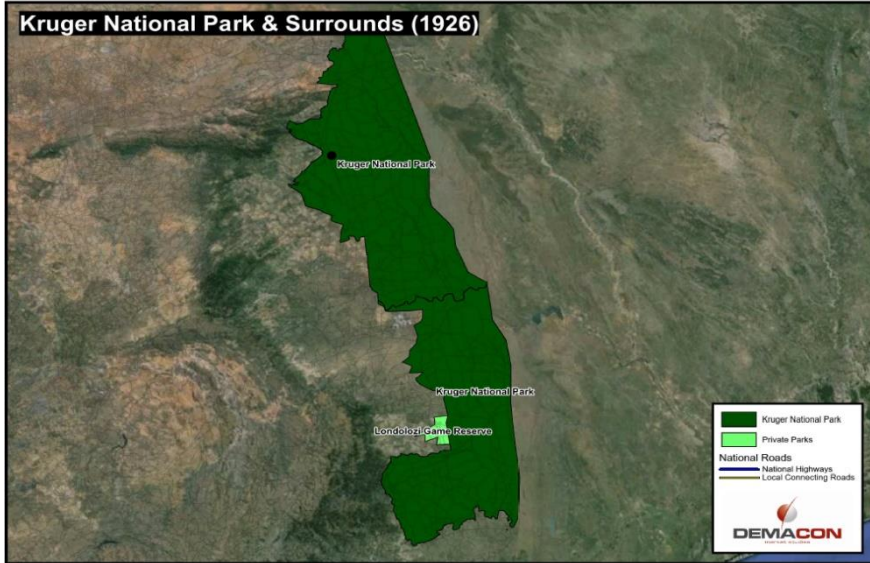 Kruger National Park & Surrounds (1926)
Kruger National Park
Kruger National Park
Londolozi Game Reserve
Kruger National Park
Private Parks
National Roads
National Highways
Local Connecting Roads
DEMACON